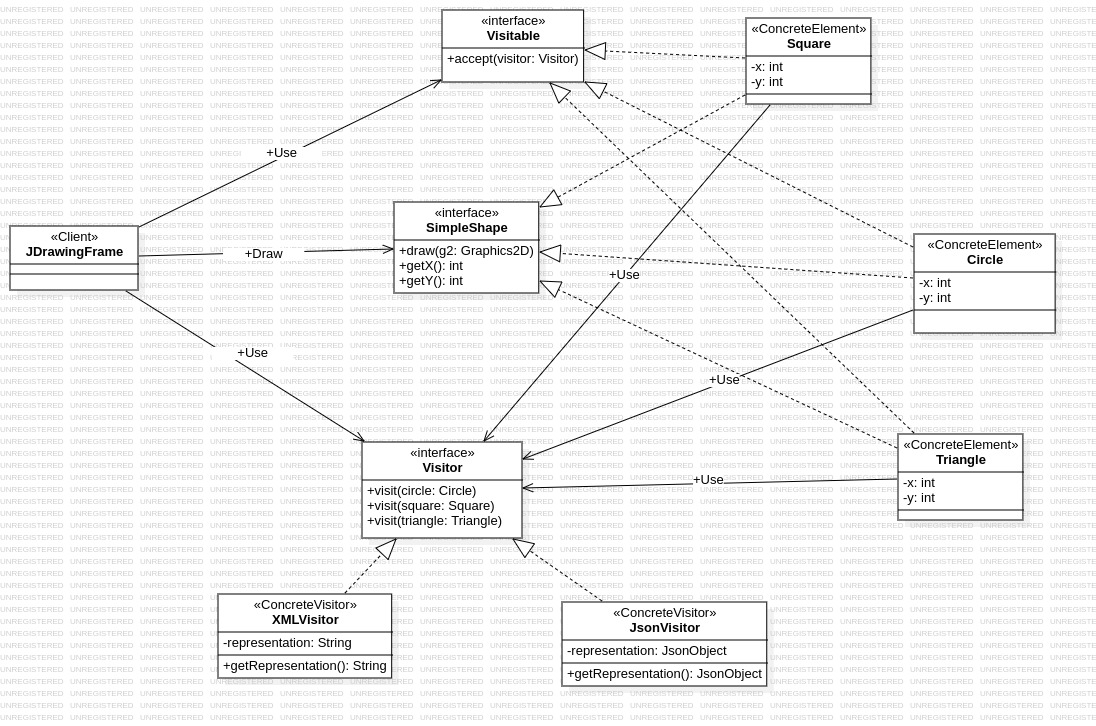 «interface»
Visitable
+accept(visitor: Visitor)
«ConcreteElement»
Square
-x: int
-y: int
+Use
«interface»
SimpleShape
+draw(g2: Graphics2D)
+getX(): int
+getY(): int
«Client»
JDrawingFrame
+Draw
«ConcreteElement»
Circle
-x: int
-y: int
+Use
+Use
+Use
«interface»
Visitor
+visit(circle: Circle)
+visit(square: Square)
+visit(triangle: Triangle)
+Use
«ConcreteElement»
Triangle
-x: int
-y: int
«ConcreteVisitor»
XMLVisitor
-representation: String
+getRepresentation(): String
«ConcreteVisitor»
JsonVisitor
-representation: JsonObject
+getRepresentation(): JsonObject
UNREGISTERED